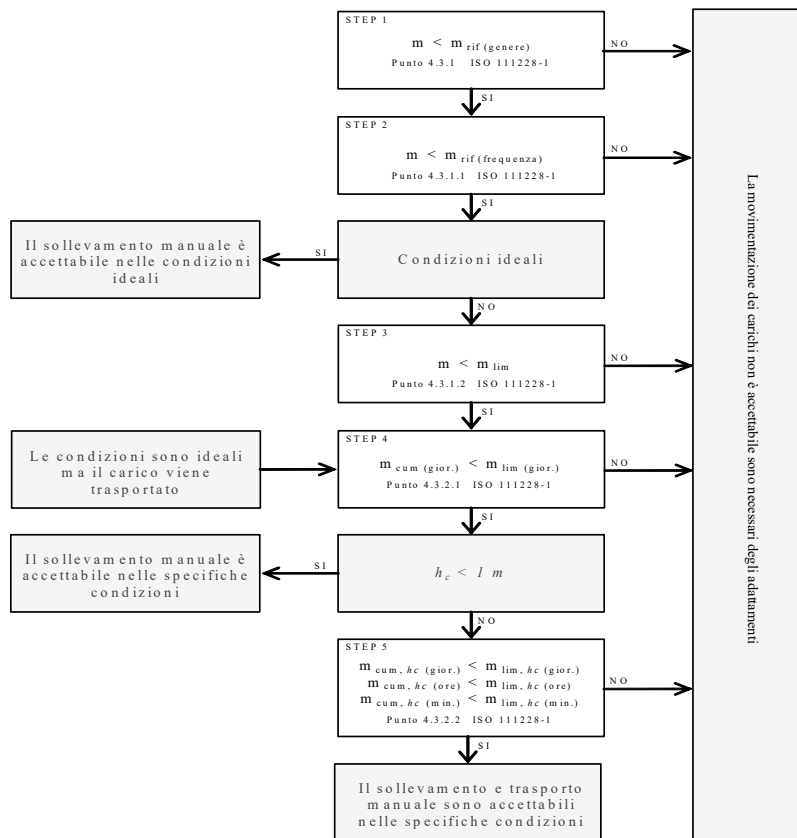 STEP 1
m < m rif (genere)
Punto 4.3.1 ISO 111228-1
NO
SI
STEP 2
m < m rif (frequenza)
Punto 4.3.1.1 ISO 111228-1
NO
SI
Il sollevamento manuale è
accettabile nelle condizioni
ideali
SI
Condizioni ideali
NO
STEP 3
m < m lim
Punto 4.3.1.2 ISO 111228-1
NO
SI
Le condizioni sono ideali
ma il carico viene
trasportato
STEP 4
m cum (gior.) < m lim (gior.)
Punto 4.3.2.1 ISO 111228-1
NO
SI
Il sollevamento manuale è
accettabile nelle specifiche
condizioni
SI
h c < 1 m
NO
STEP 5
m cum, hc (gior.) < m lim, hc (gior.)
m cum, hc (ore) < m lim, hc (ore)
m cum, hc (min.) < m lim, hc (min.)
Punto 4.3.2.2 ISO 111228-1
NO
SI
Il sollevamento e trasporto
manuale sono accettabili
nelle specifiche condizioni
La movimentazione dei carichi non è accettabile sono necessari degli adattamenti